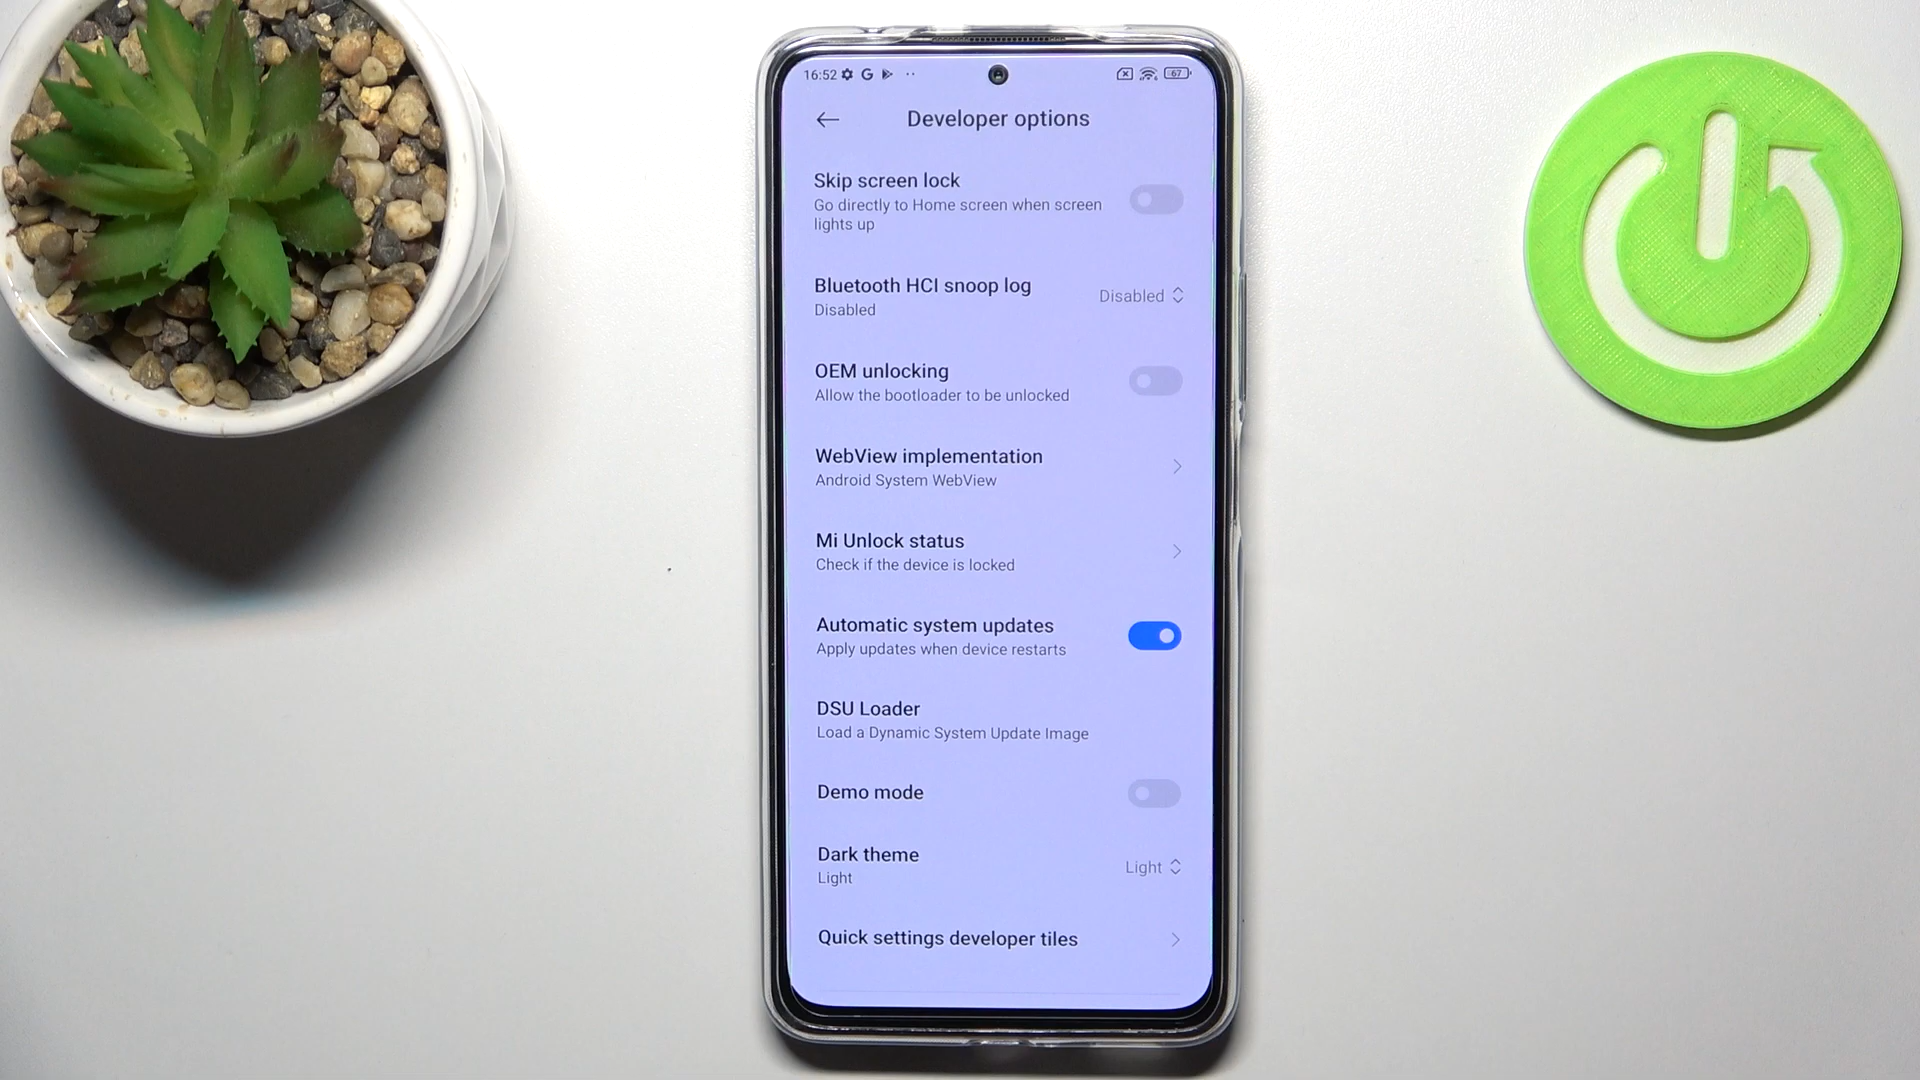 16:52
67
Developer options
Skip screen lock
Go directly to Home screen when screen
lights up
Bluetooth HCI snoop log
Disabled
Disabled
OEM unlocking
Allow the bootloader to be unlocked
WebView implementation
Android System WebView
Mi Unlock status
Check if the device is locked
Automatic system updates
Apply updates when device restarts
DSU Loader
Load a Dynamic System Update Image
Demo mode
Dark theme
Light
Light
Quick settings developer tiles